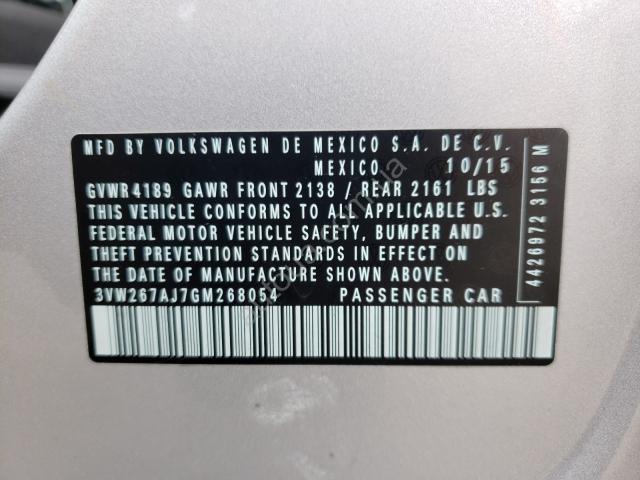 MFD BY VOLKSWAGEN DE MEXICO S.A. DE C.V.
MEXICO 10/15
GVWR4189 GAWR FRONT 2138 / REAR 2161 LBS
THIS VEHICLE CONFORMS TO ALL APPLICABLE U.S.
FEDERAL MOTOR VEHICLE SAFETY, BUMPER AND
THEFT PREVENTION STANDARDS IN EFFECT ON
THE DATE OF MANUFACTURE SHOWN ABOVE.
3VW267AJ7GM268054 PASSENGER CAR
4426972 3156 M